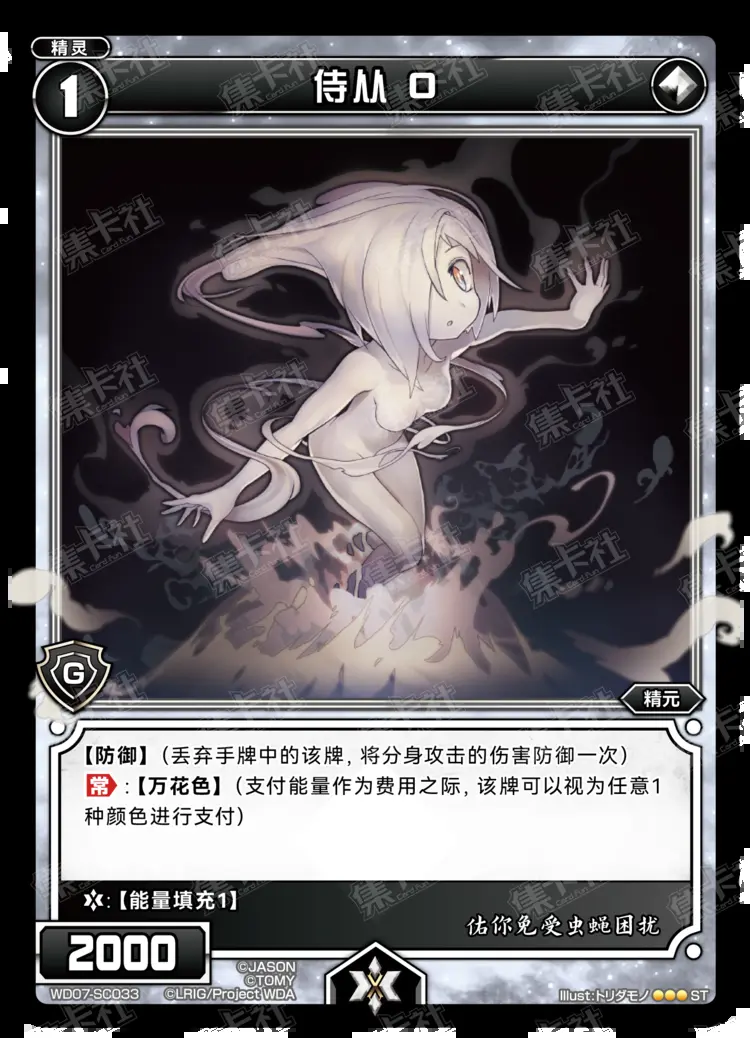 精灵
1
侍从 O
G
精元
【防御】（丢弃手牌中的该牌，将分身攻击的伤害防御一次）
常：【万花色】（支付能量作为费用之际，该牌可以视为任意1
种颜色进行支付）
：【能量填充1】
佑你免受虫蝇困扰
2000
©JASON
©TOMY
WD07-SC033 ©LRIG/Project WDA
Illust:トリダモノ ST
集卡社
Card Fun